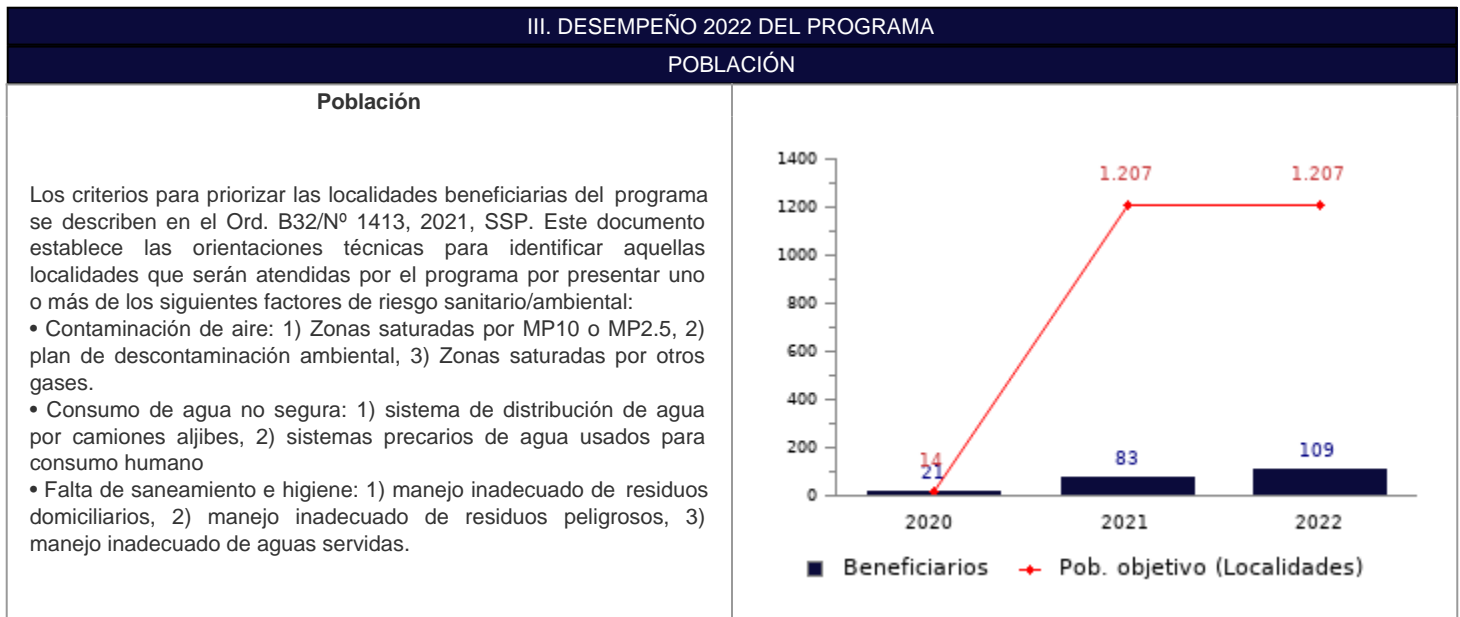 III. DESEMPEÑO 2022 DEL PROGRAMA
POBLACIÓN
Población
Los criterios para priorizar las localidades beneficiarias del programa
se describen en el Ord. B32/Nº 1413, 2021, SSP. Este documento
establece las orientaciones técnicas para identificar aquellas
localidades que serán atendidas por el programa por presentar uno
o más de los siguientes factores de riesgo sanitario/ambiental:
• Contaminación de aire: 1) Zonas saturadas por MP10 o MP2.5, 2)
plan de descontaminación ambiental, 3) Zonas saturadas por otros
gases.
• Consumo de agua no segura: 1) sistema de distribución de agua
por camiones aljibes, 2) sistemas precarios de agua usados para
consumo humano
• Falta de saneamiento e higiene: 1) manejo inadecuado de residuos
domiciliarios, 2) manejo inadecuado de residuos peligrosos, 3)
manejo inadecuado de aguas servidas.
1400
1.207 1.207
1200
1000
800
600
400
200
14
21 83 109
0
2020 2021 2022
Beneficiarios Pob. objetivo (Localidades)